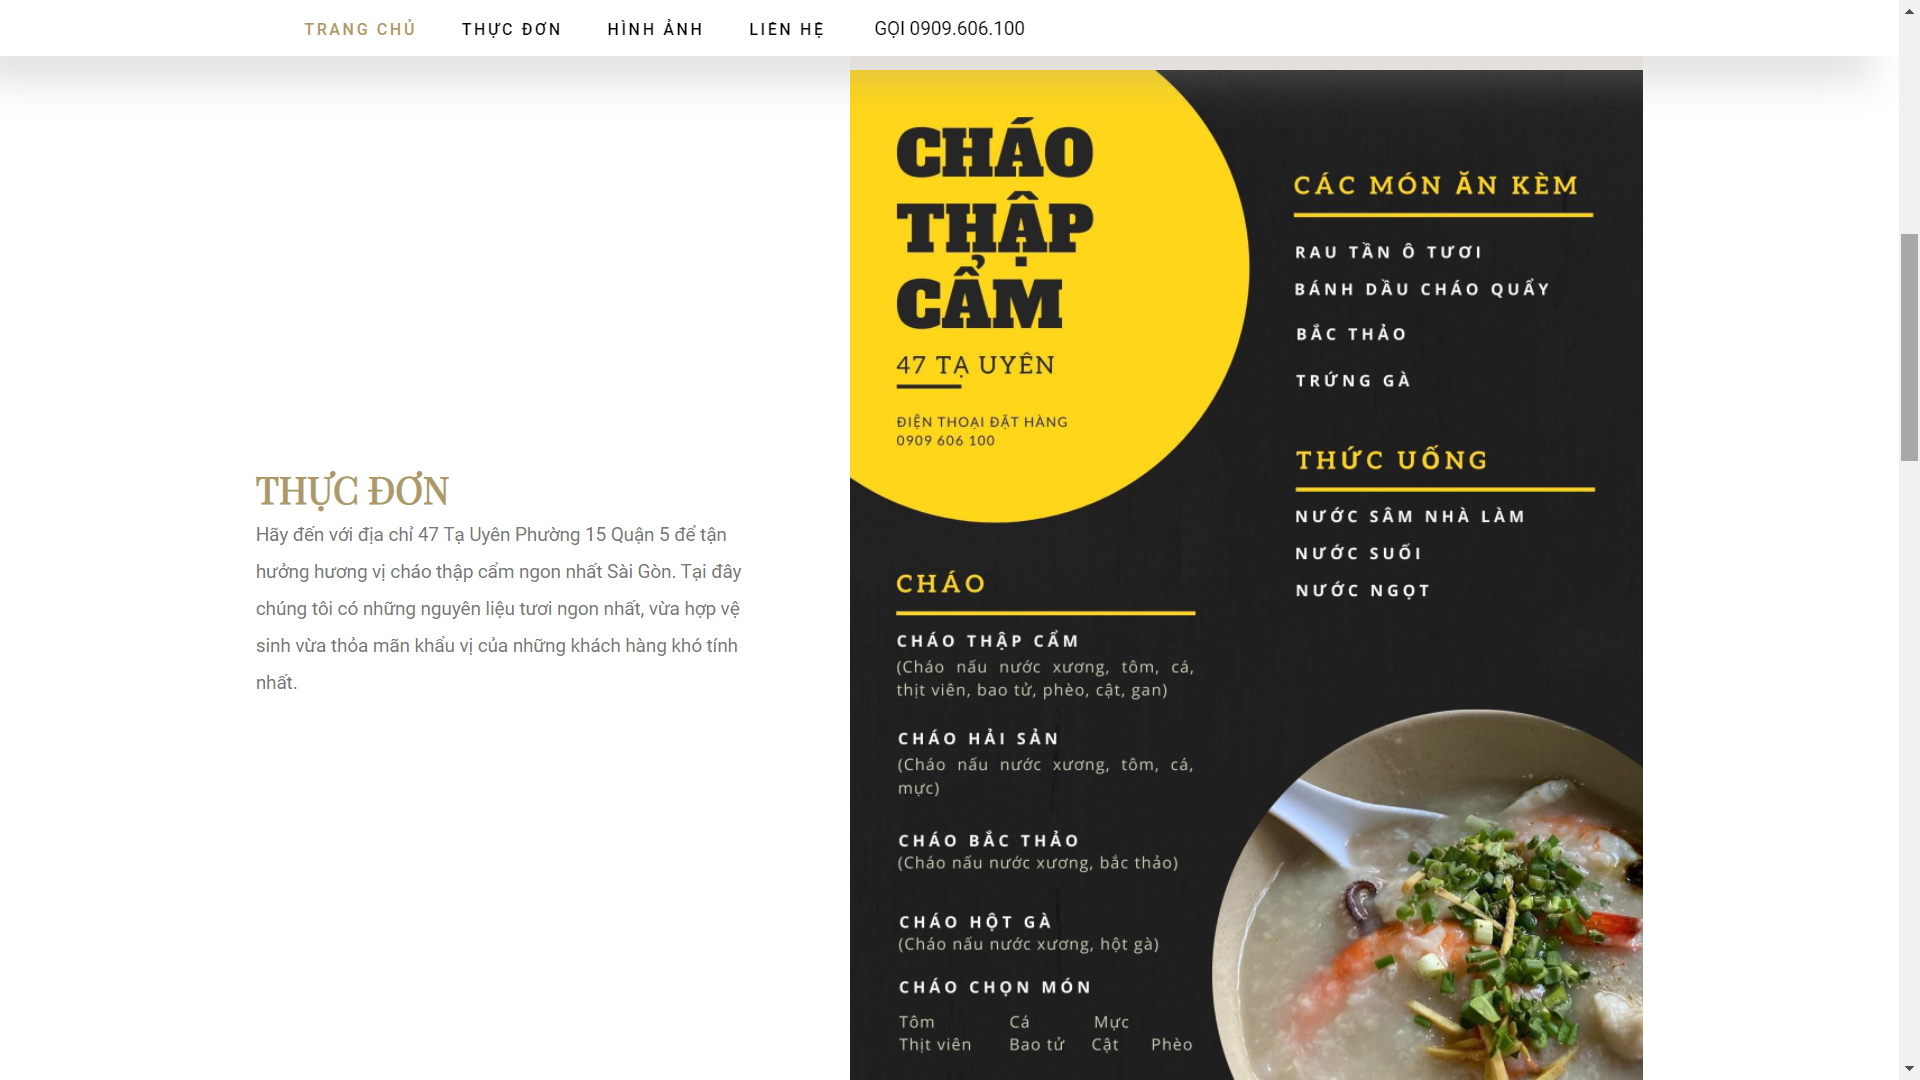 TRANG CHỦ THỰC ĐƠN HÌNH ẢNH LIÊN HỆ GỌI 0909.606.100
THỰC ĐƠN
Hãy đến với địa chỉ 47 Tạ Uyên Phường 15 Quận 5 để tận
hưởng hương vị cháo thập cẩm ngon nhất Sài Gòn. Tại đây
chúng tôi có những nguyên liệu tươi ngon nhất, vừa hợp vệ
sinh vừa thỏa mãn khẩu vị của những khách hàng khó tính
nhất.
CHÁO
THẬP
CẨM
47 TẠ UYÊN
ĐIỆN THOẠI ĐẶT HÀNG
0909 606 100
CHÁO
CHÁO THẬP CẨM
(Cháo nấu nước xương, tôm, cá,
thịt viên, bao tử, phèo, cật, gan)
CHÁO HẢI SẢN
(Cháo nấu nước xương, tôm, cá,
mực)
CHÁO BẮC THẢO
(Cháo nấu nước xương, bắc thảo)
CHÁO HỘT GÀ
(Cháo nấu nước xương, hột gà)
CHÁO CHỌN MÓN
Tôm Cá Mực
Thịt viên Bao tử Cật Phèo
CÁC MÓN ĂN KÈM
RAU TẦN Ô TƯƠI
BÁNH DẦU CHÁO QUẨY
BẮC THẢO
TRỨNG GÀ
THỨC UỐNG
NƯỚC SÂM NHÀ LÀM
NƯỚC SUỐI
NƯỚC NGỌT